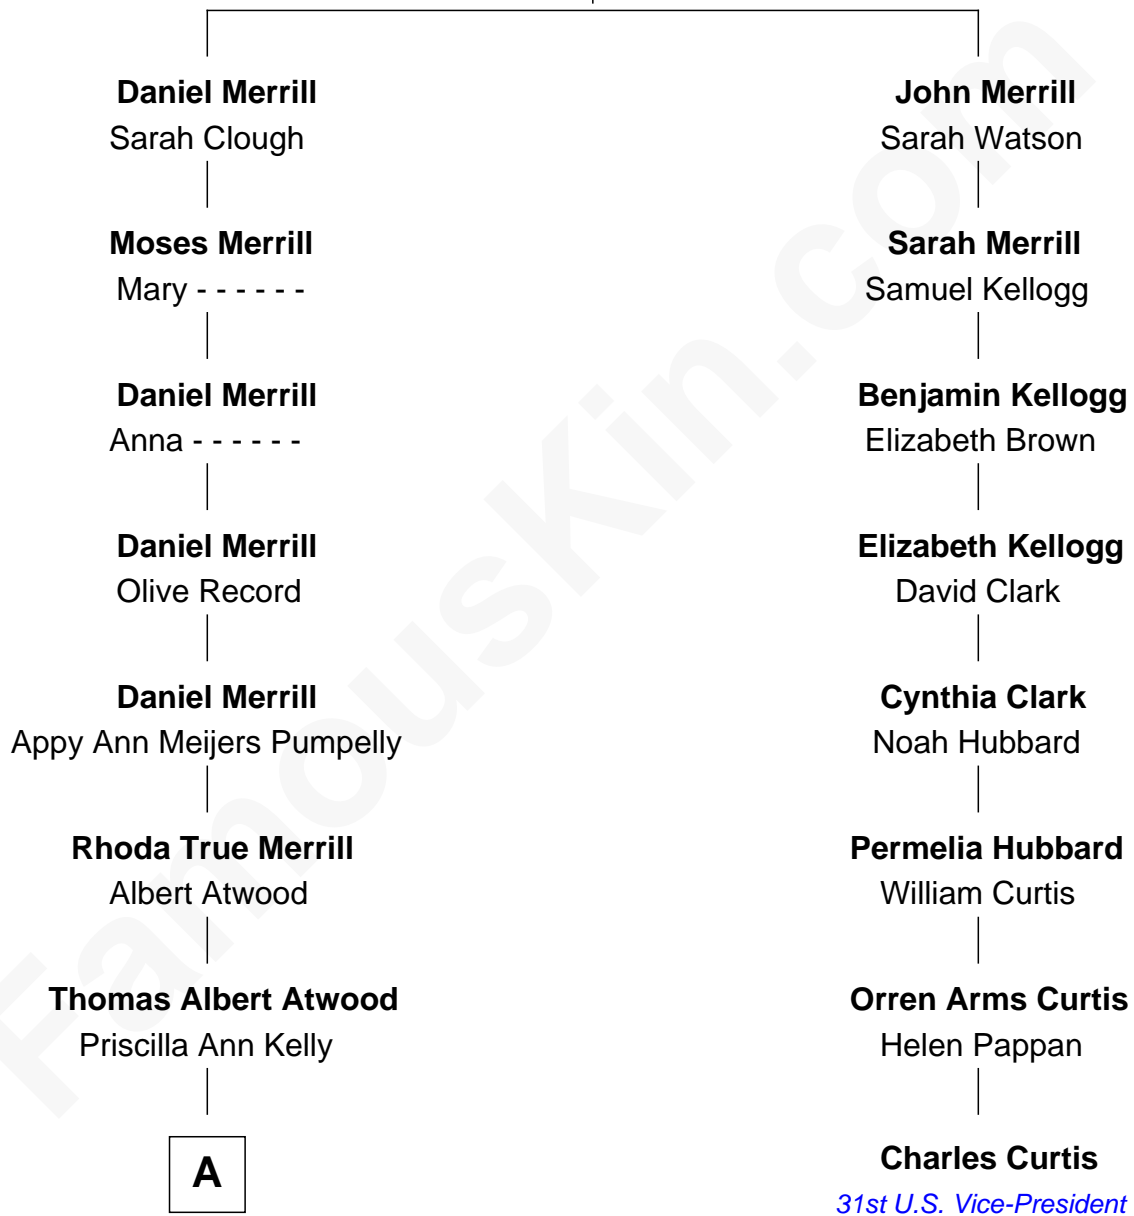 Daniel Merrill
Sarah Clough
Moses Merrill
Mary - - - - - -
Daniel Merrill
Anna - - - - - -
Daniel Merrill
Olive Record
Daniel Merrill
Appy Ann Meijers Pumpelly
Rhoda True Merrill
Albert Atwood
Thomas Albert Atwood
Priscilla Ann Kelly
A
John Merrill
Sarah Watson
Sarah Merrill
Samuel Kellogg
Benjamin Kellogg
Elizabeth Brown
Elizabeth Kellogg
David Clark
Cynthia Clark
Noah Hubbard
Permelia Hubbard
William Curtis
Orren Arms Curtis
Helen Pappan
Charles Curtis
31st U.S. Vice-President
FamousKin.com